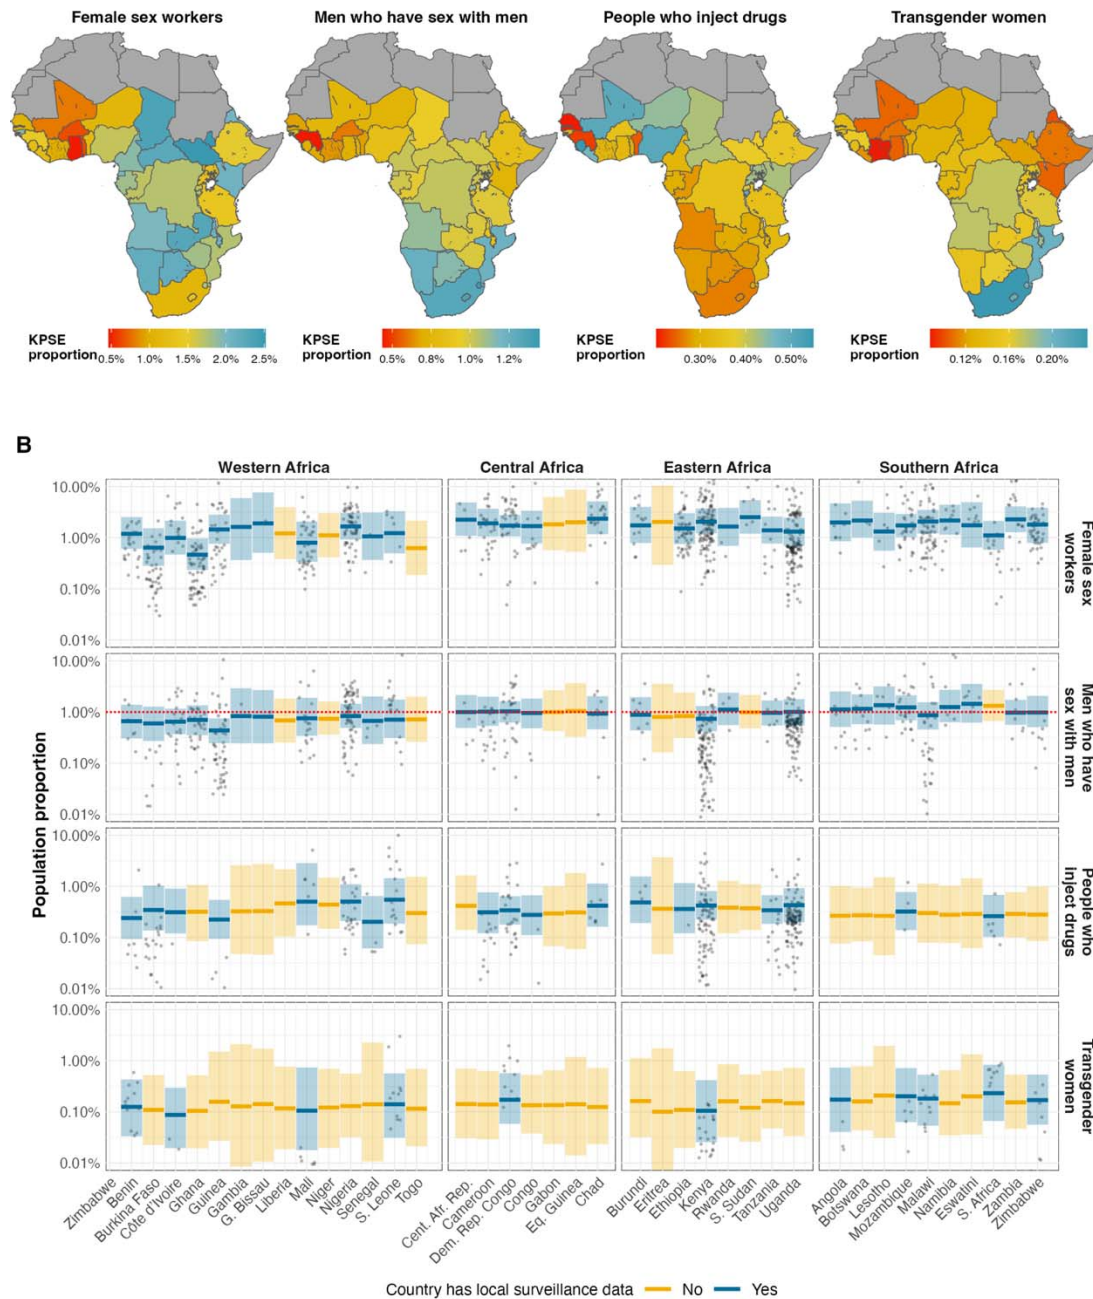 Female sex workers
Men who have sex with men
People who inject drugs
Transgender women
KPSE proportion
0.5% 1.0% 1.5% 2.0% 2.5%
KPSE proportion
0.5% 0.8% 1.0% 1.2%
KPSE proportion
0.30% 0.40% 0.50%
KPSE proportion
0.12% 0.16% 0.20%
B
Western Africa
Central Africa
Eastern Africa
Southern Africa
Population proportion
10.00%
1.00%
0.10%
0.01%
Female sex workers
10.00%
1.00%
0.10%
0.01%
Men who have sex with men
10.00%
1.00%
0.10%
0.01%
People who inject drugs
10.00%
1.00%
0.10%
0.01%
Transgender women
Zimbabwe
Benin
Burkina Faso
Côte d'Ivoire
Ghana
Guinea
Gambia
G. Bissau
Liberia
Mali
Niger
Nigeria
Senegal
S. Leone
Togo
Cent. Afr. Rep.
Cameroon
Dem. Rep. Congo
Congo
Gabon
Eq. Guinea
Chad
Burundi
Eritrea
Ethiopia
Kenya
Rwanda
S. Sudan
Tanzania
Uganda
Angola
Botswana
Lesotho
Mozambique
Malawi
Namibia
Eswatini
S. Africa
Zambia
Zimbabwe
Country has local surveillance data No Yes